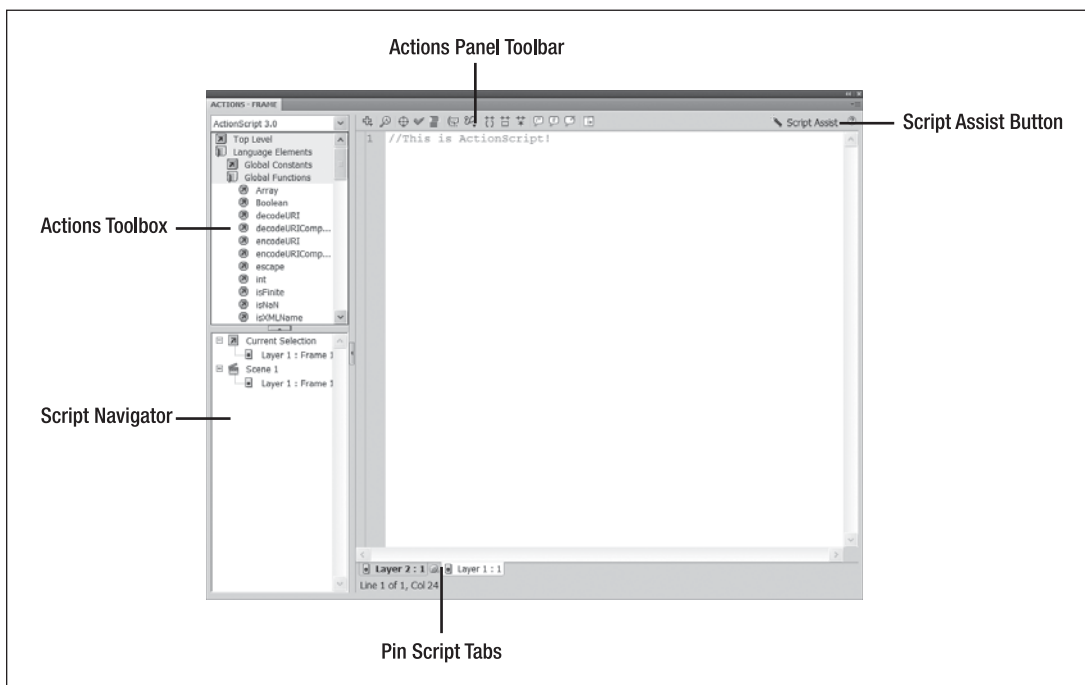 Actions Panel Toolbar
ACTIONS - FRAME
ActionScript 3.0
Script Assist
Script Assist Button
Top Level
Language Elements
Global Constants
Global Functions
Array
Boolean
decodeURI
decodeURIComp...
encodeURI
encodeURIComp...
escape
int
isFinite
isNaN
isXMLName
1 //This is ActionScript!
Actions Toolbox
Current Selection
Layer 1 : Frame 1
Scene 1
Layer 1 : Frame 1
Script Navigator
Layer 2 : 1
Layer 1 : 1
Line 1 of 1, Col 24
Pin Script Tabs